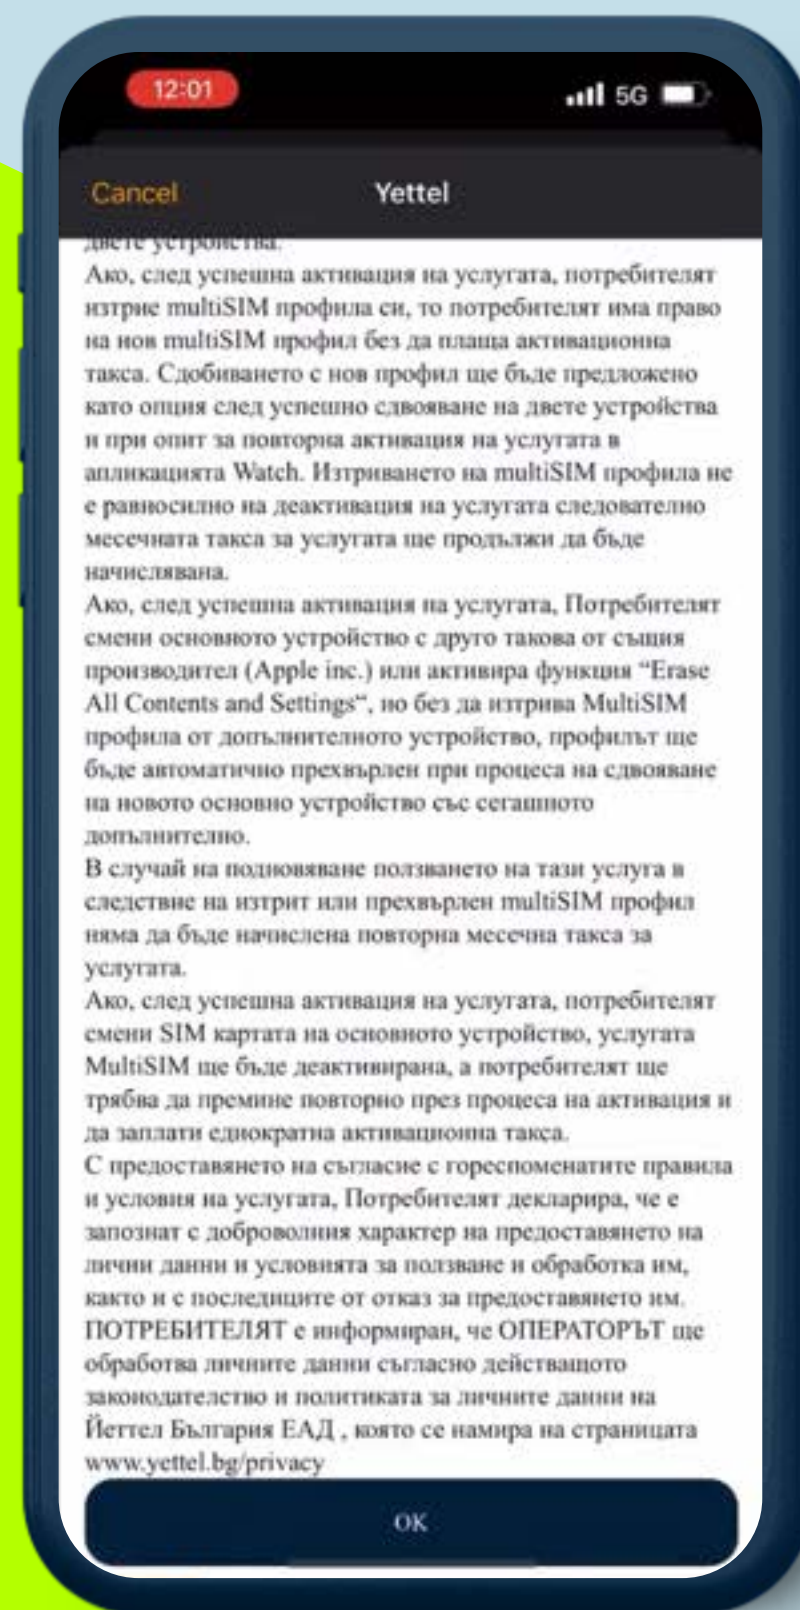 12:01
5G
Cancel
Yettel
двете устройства.
Ако, след успешна активация на услугата, потребителят
изтрие multiSIM профила си, то потребителят има право
на нов multiSIM профил без да плаща активационна
такса. Сдобиването с нов профил ще бъде предложено
като опция след успешно сдвояване на двете устройства
и при опит за повторна активация на услугата в
апликацията Watch. Изтриването на multiSIM профила не
е равносилно на деактивация на услугата следователно
месечната такса за услугата ще продължи да бъде
начислявана.
Ако, след успешна активация на услугата, Потребителят
смени основното устройство с друго такова от същия
производител (Apple inc.) или активира функция “Erase
All Contents and Settings“, но без да изтрива MultiSIM
профила от допълнителното устройство, профилът ще
бъде автоматично прехвърлен при процеса на сдвояване
на новото основно устройство със сегашното
допълнително.
В случай на подновяване ползването на тази услуга в
следствие на изтрит или прехвърлен multiSIM профил
няма да бъде начислена повторна месечна такса за
услугата.
Ако, след успешна активация на услугата, потребителят
смени SIM картата на основното устройство, услугата
MultiSIM ще бъде деактивирана, а потребителят ще
трябва да премине повторно през процеса на активация и
да заплати еднократна активационна такса.
С предоставянето на съгласие с гореспоменатите правила
и условия на услугата, Потребителят декларира, че е
запознат с доброволния характер на предоставянето на
лични данни и условията за ползване и обработка им,
както и с последиците от отказ за предоставянето им.
ПОТРЕБИТЕЛЯТ е информиран, че ОПЕРАТОРЪТ ще
обработва личните данни съгласно действащото
законодателство и политиката за личните данни на
Йеттел България ЕАД , която се намира на страницата
www.yettel.bg/privacy
OK